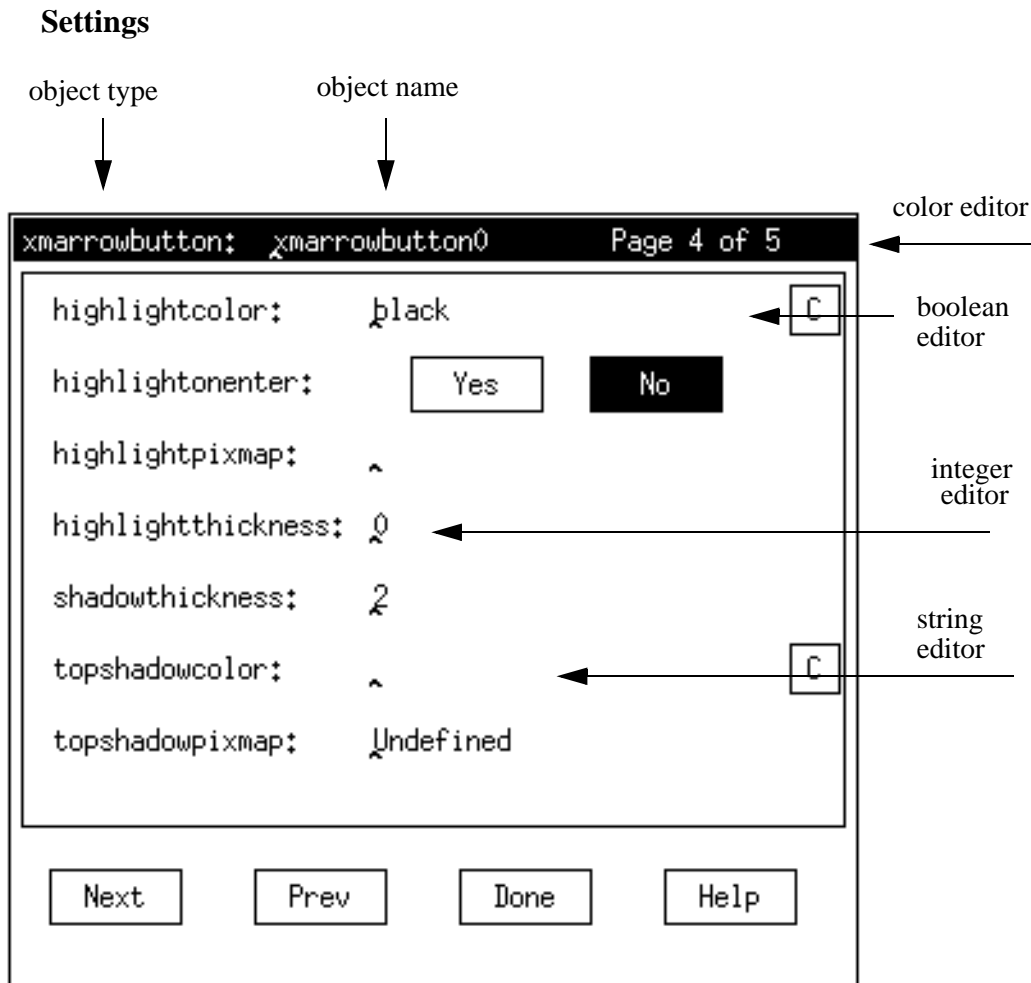 Settings
object type
object name
color editor
xmarrowbutton: xmarrowbutton0 Page 4 of 5
highlightcolor: black C
boolean
editor
highlightonenter: Yes No
highlightpixmap:
integer
editor
highlightthickness: 0
shadowthickness: 2
string
editor
topshadowcolor: C
topshadowpixmap: Undefined
Next Prev Done Help